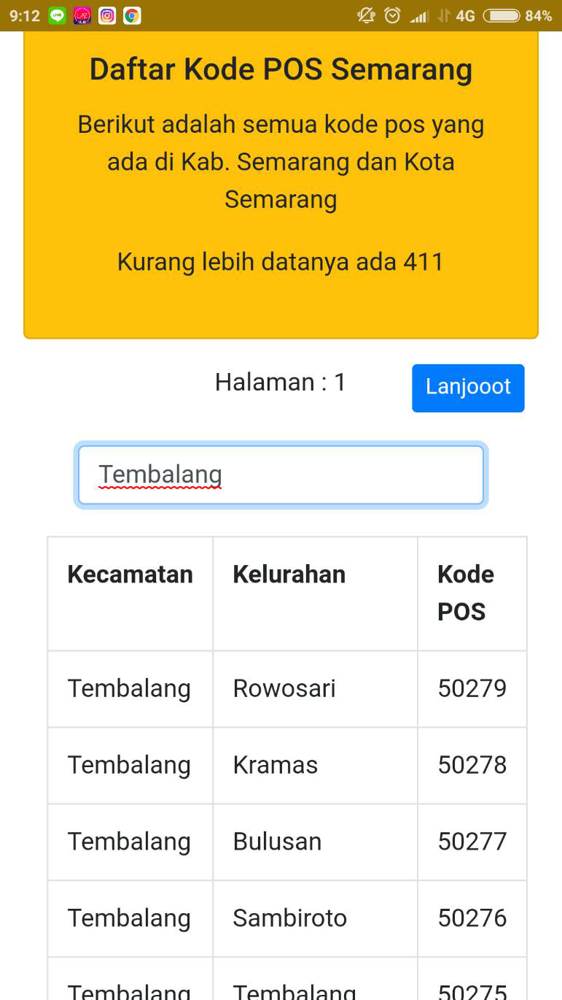 9:12 4G 84%
Daftar Kode POS Semarang
Berikut adalah semua kode pos yang
ada di Kab. Semarang dan Kota
Semarang
Kurang lebih datanya ada 411
Halaman : 1 Lanjooot
Tembalang
Kecamatan Kelurahan Kode
POS
Tembalang Rowosari 50279
Tembalang Kramas 50278
Tembalang Bulusan 50277
Tembalang Sambiroto 50276
Tembalang Tembalang 50275